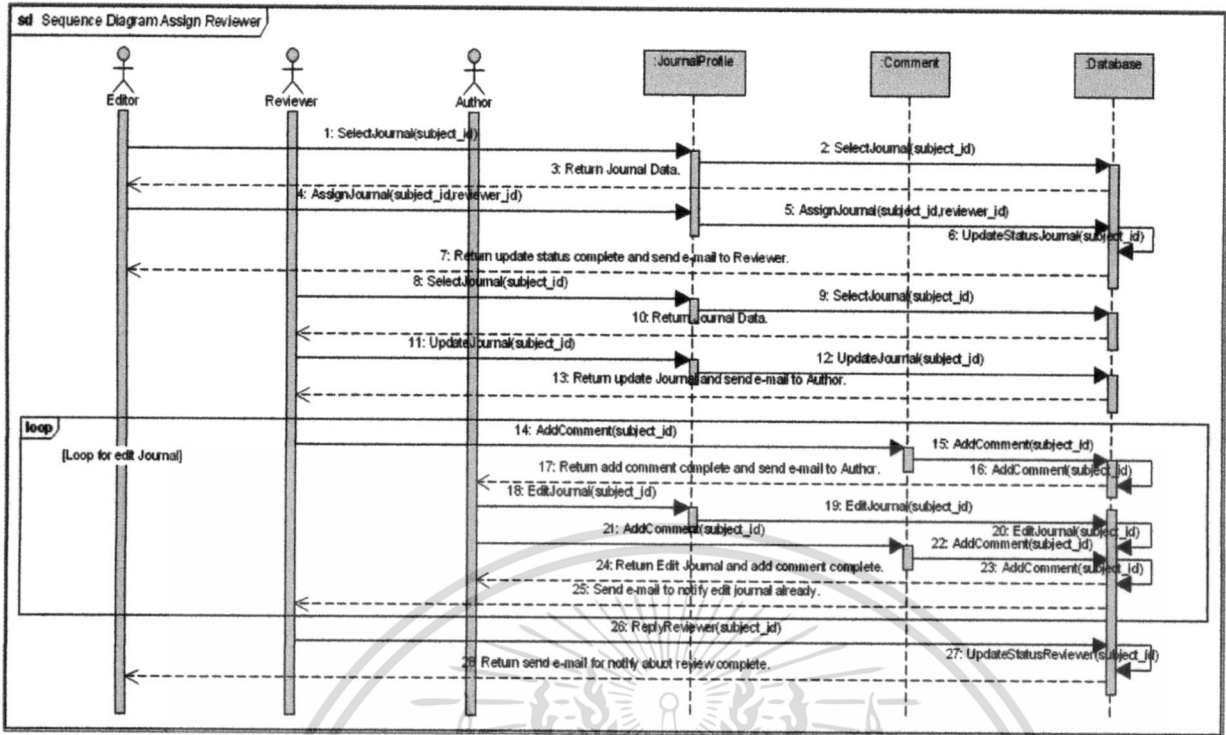 sd Sequence Diagram Assign Reviewer
Editor
Reviewer
Author
:JournalProfile
:Comment
:Database
1: SelectJournal(subject_id)
2: SelectJournal(subject_id)
3: Return Journal Data.
4: AssignJournal(subject_id,reviewer_id)
5: AssignJournal(subject_id,reviewer_id)
6: UpdateStatusJournal(subject_id)
7: Return update status complete and send e-mail to Reviewer.
8: SelectJournal(subject_id)
9: SelectJournal(subject_id)
10: Return Journal Data.
11: UpdateJournal(subject_id)
12: UpdateJournal(subject_id)
13: Return update Journal and send e-mail to Author.
loop
[Loop for edit Journal]
14: AddComment(subject_id)
15: AddComment(subject_id)
16: AddComment(subject_id)
17: Return add comment complete and send e-mail to Author.
18: EditJournal(subject_id)
19: EditJournal(subject_id)
20: EditJournal(subject_id)
21: AddComment(subject_id)
22: AddComment(subject_id)
23: AddComment(subject_id)
24: Return Edit Journal and add comment complete.
25: Send e-mail to notify edit journal already.
26: ReplyReviewer(subject_id)
27: UpdateStatusReviewer(subject_id)
28 Return send e-mail for notify abuot review complete.